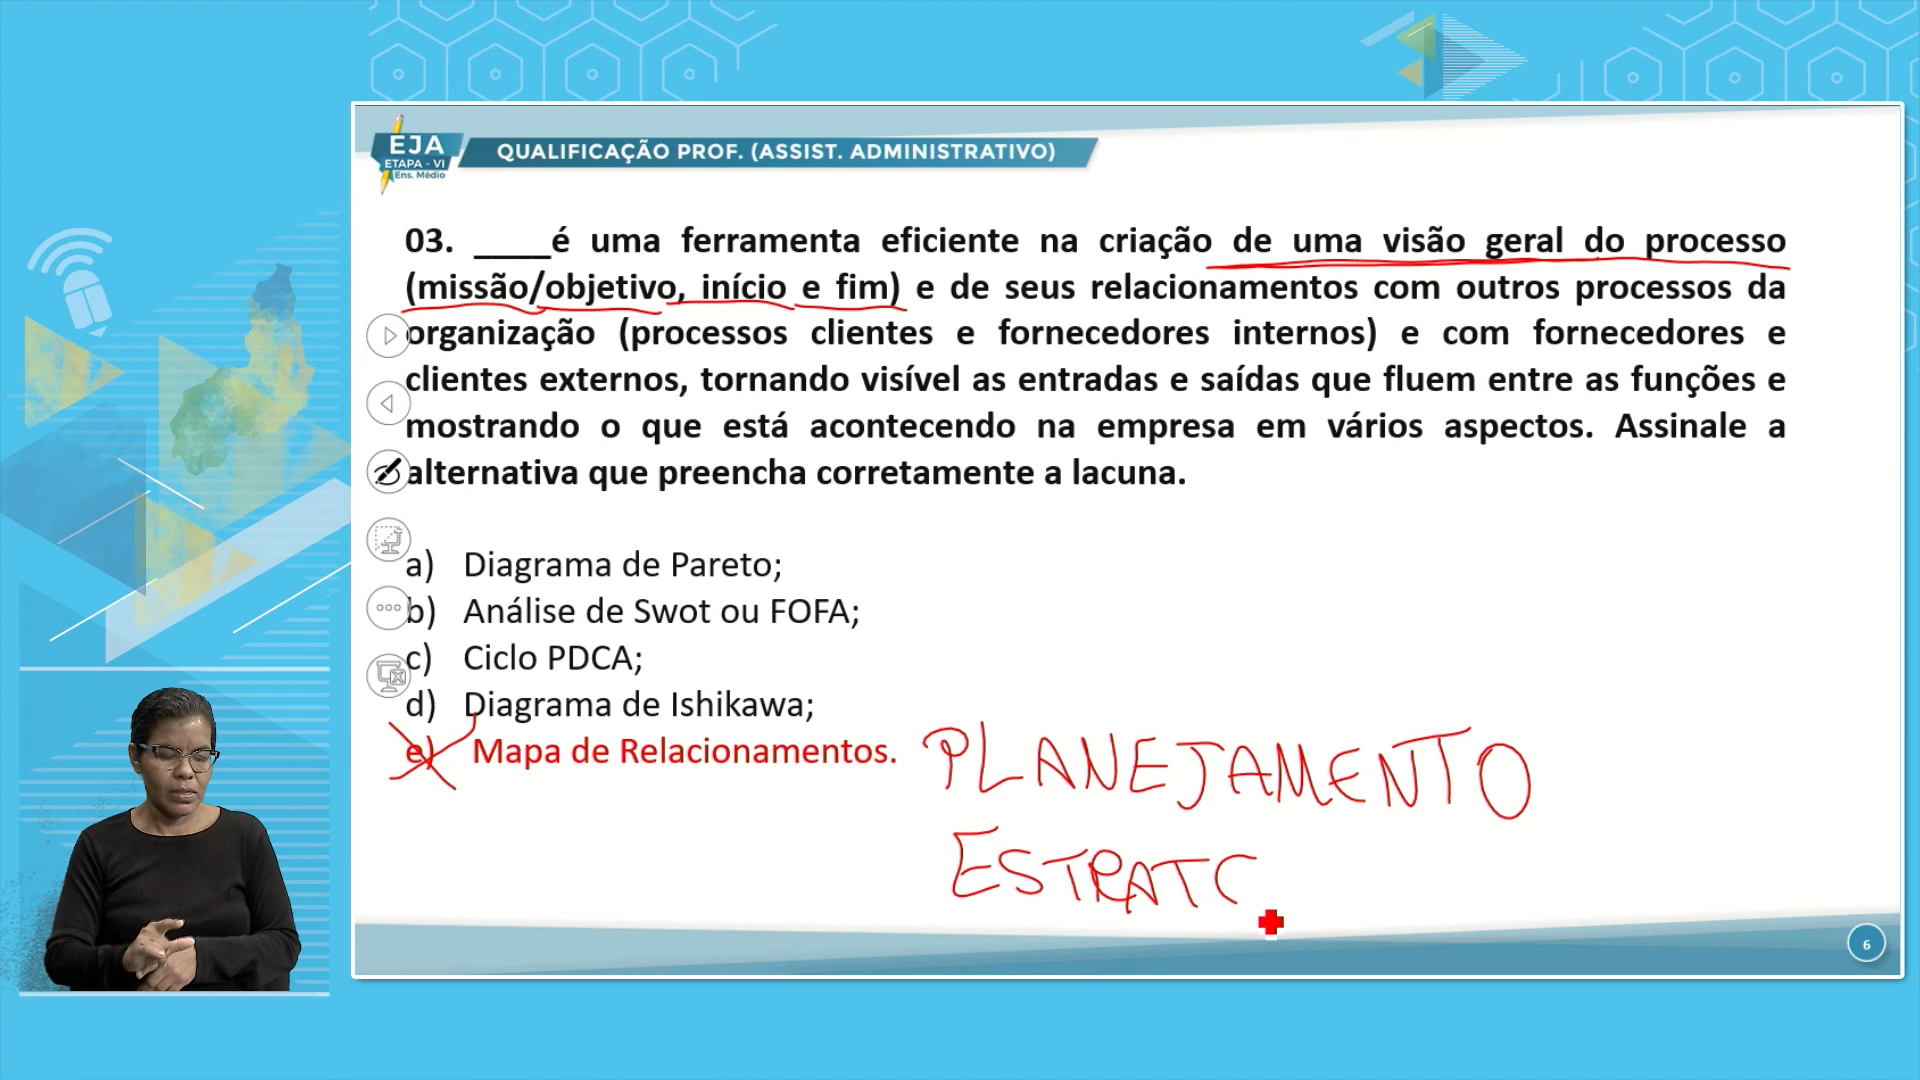 EJA
ETAPA - VI
Ens. Médio
QUALIFICAÇÃO PROF. (ASSIST. ADMINISTRATIVO)
03. ____é uma ferramenta eficiente na criação de uma visão geral do processo
(missão/objetivo, início e fim) e de seus relacionamentos com outros processos da
organização (processos clientes e fornecedores internos) e com fornecedores e
clientes externos, tornando visível as entradas e saídas que fluem entre as funções e
mostrando o que está acontecendo na empresa em vários aspectos. Assinale a
alternativa que preencha corretamente a lacuna.
a) Diagrama de Pareto;
b) Análise de Swot ou FOFA;
c) Ciclo PDCA;
d) Diagrama de Ishikawa;
e) Mapa de Relacionamentos.
PLANEJAMENTO
ESTRATC
6